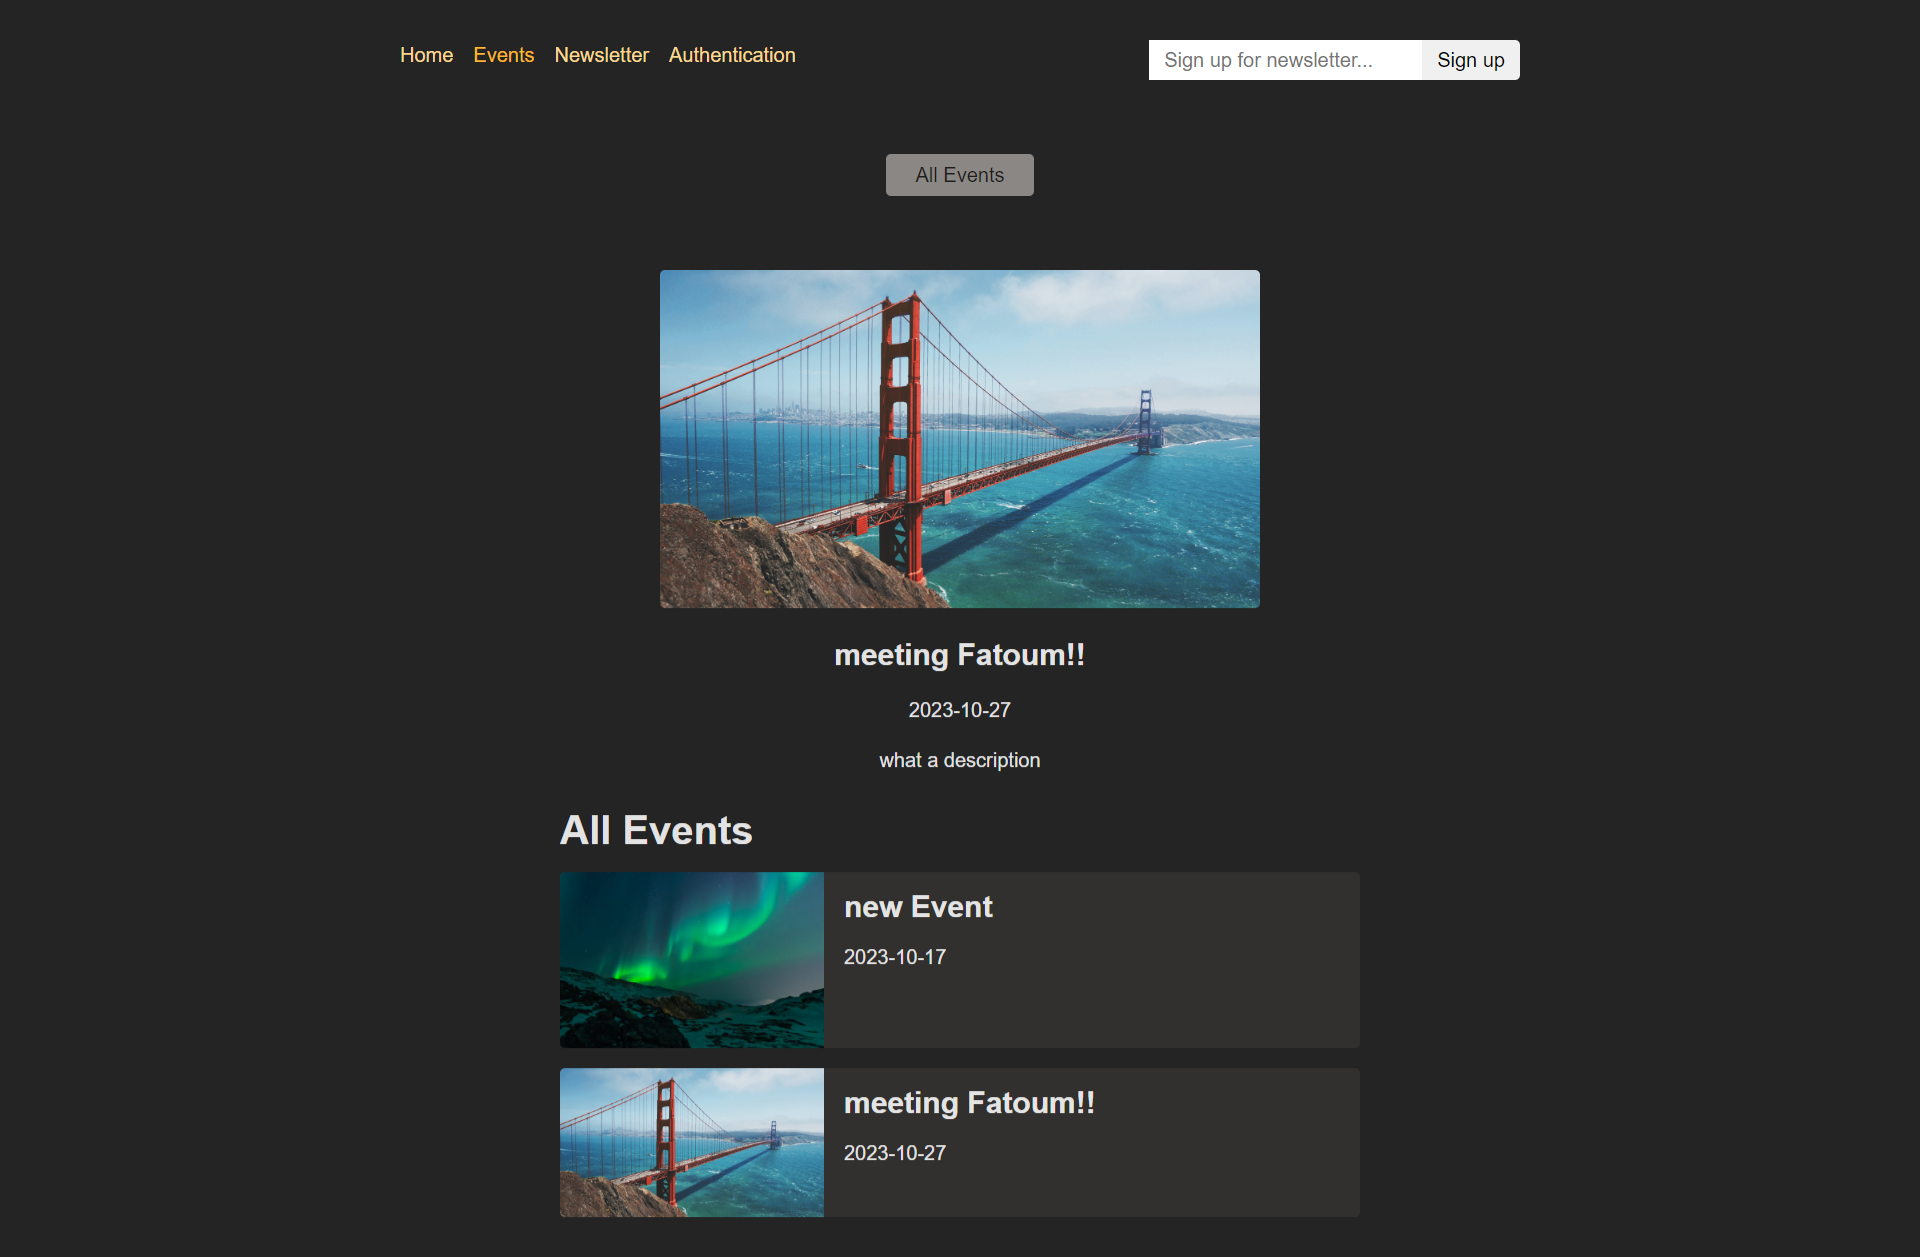 Home Events Newsletter Authentication
Sign up for newsletter... Sign up
All Events
meeting Fatoum!!
2023-10-27
what a description
All Events
new Event
2023-10-17
meeting Fatoum!!
2023-10-27